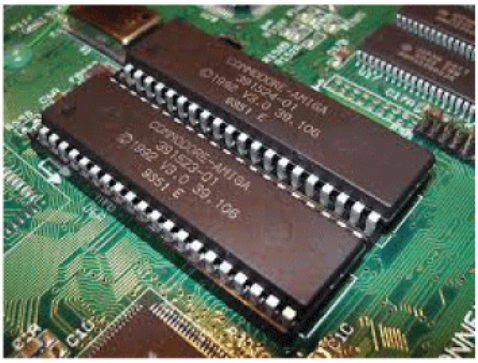 COMMODORE-AMIGA
391524-01
©1992 V3.0 39.106
9351 E
COMMODORE-AMIGA
391523-01
©1992 V3.0 39.106
9351 E